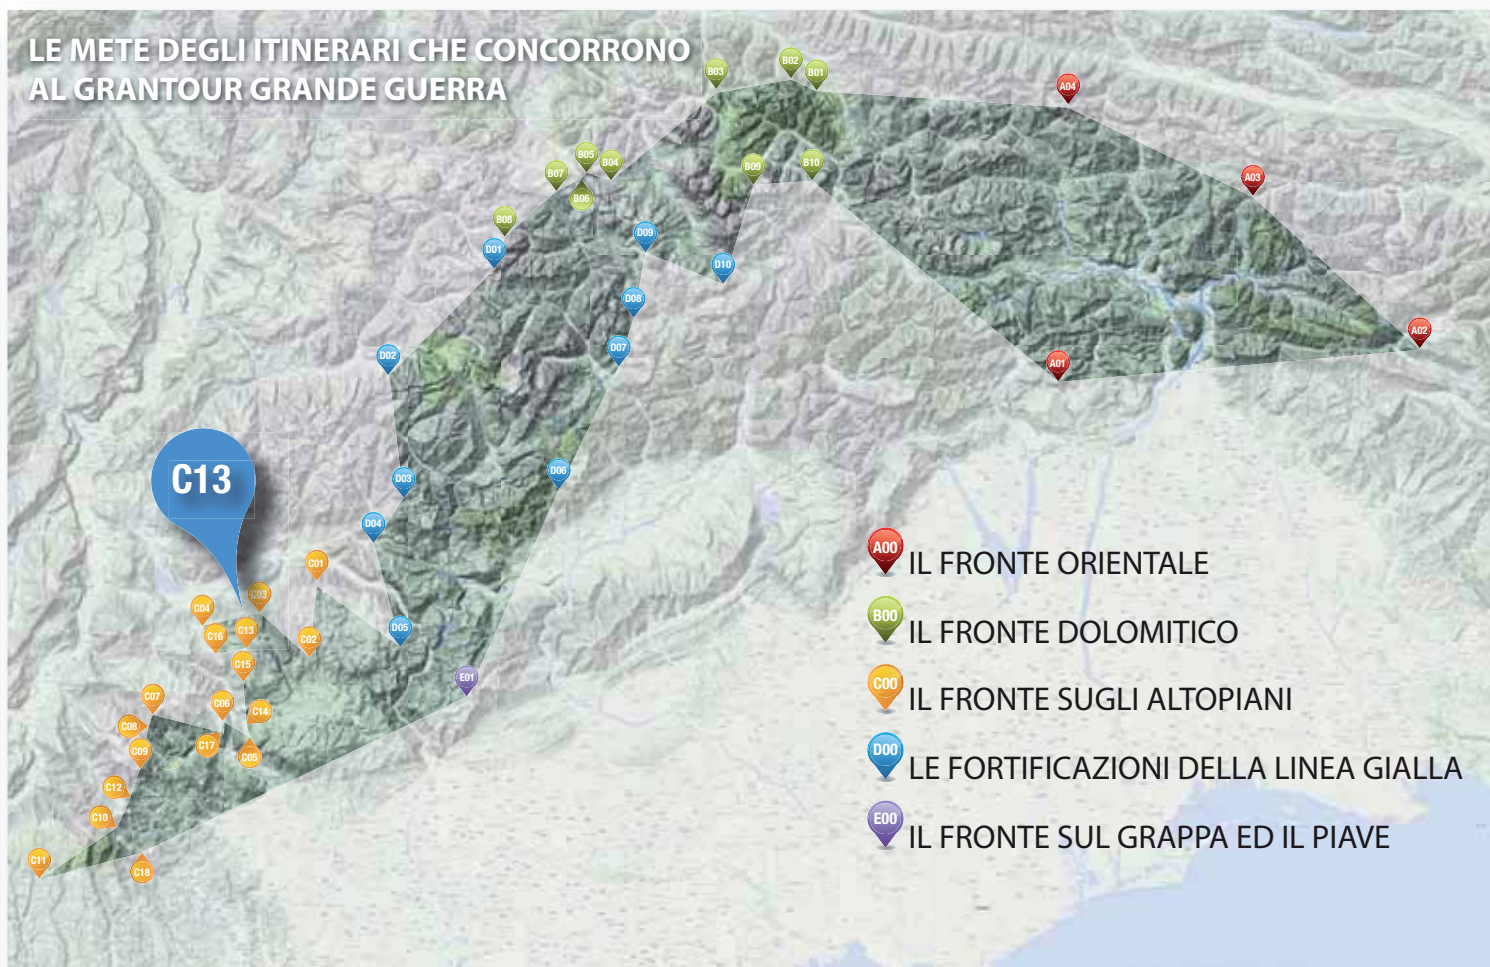 LE METE DEGLI ITINERARI CHE CONCORRONO
AL GRANTOUR GRANDE GUERRA
B03
B02
B01
A04
B05
B04
B07
B06
B09
B10
A03
B08
D01
D09
D10
D08
D07
D02
A02
A01
C13
D03
D06
D04
C01
C03
C04
C16
C13
C02
D05
C15
E01
C07
C06
C14
C08
C17
C05
C09
C12
C10
C11
C18
A00 IL FRONTE ORIENTALE
B00 IL FRONTE DOLOMITICO
C00 IL FRONTE SUGLI ALTOPIANI
D00 LE FORTIFICAZIONI DELLA LINEA GIALLA
E00 IL FRONTE SUL GRAPPA ED IL PIAVE